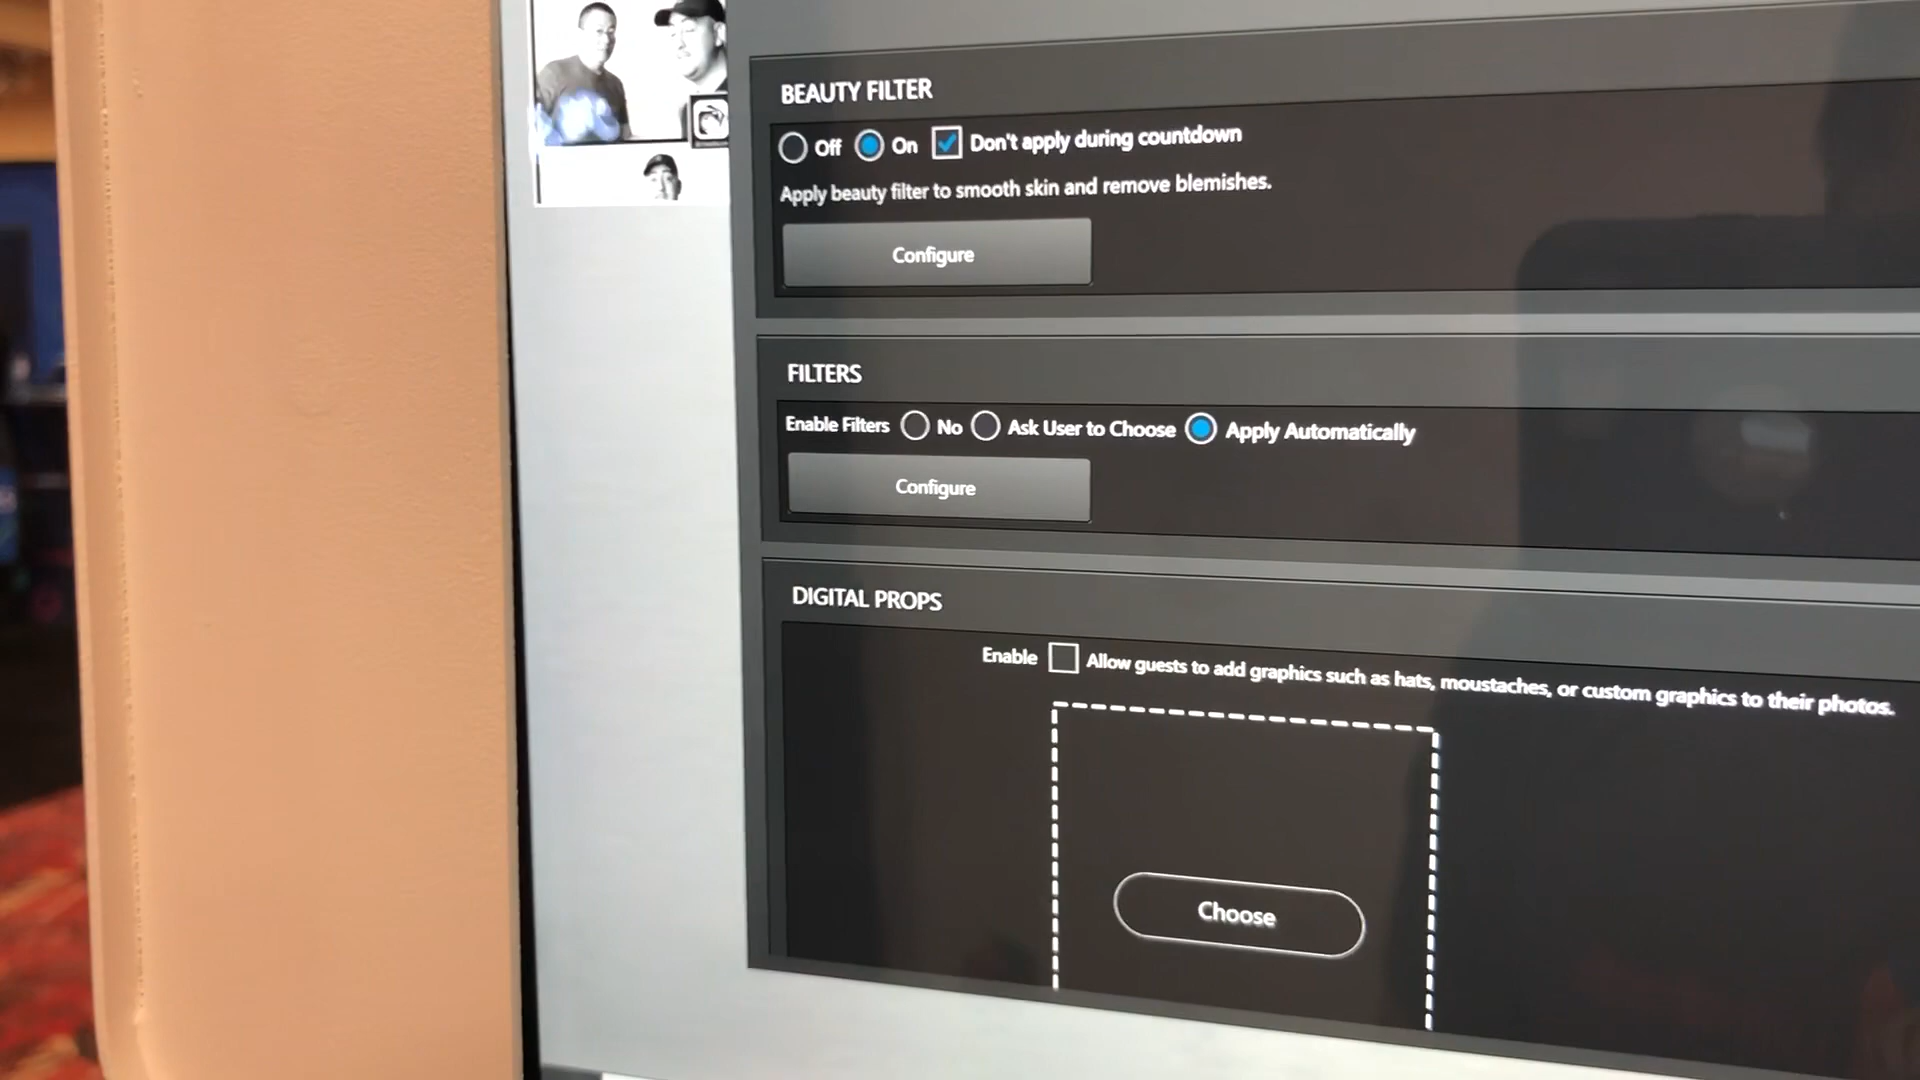 BEAUTY FILTER
Off On Don't apply during countdown
Apply beauty filter to smooth skin and remove blemishes.
Configure
FILTERS
Enable Filters No Ask User to Choose Apply Automatically
Configure
DIGITAL PROPS
Enable Allow guests to add graphics such as hats, moustaches, or custom graphics to their photos.
Choose